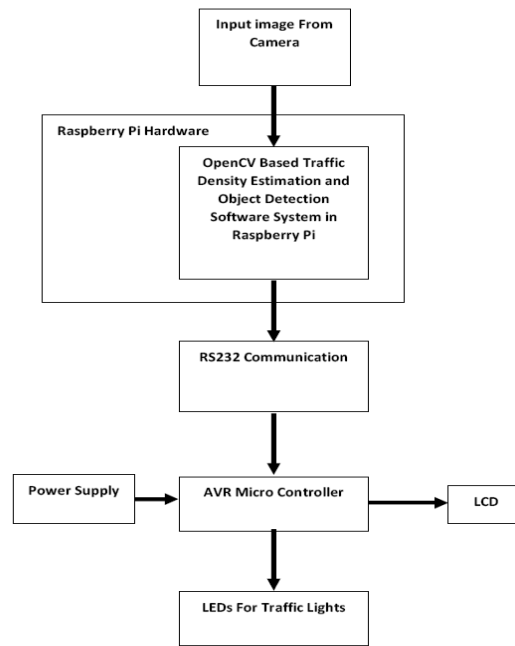 Input image From
Camera
Raspberry Pi Hardware
OpenCV Based Traffic
Density Estimation and
Object Detection
Software System in
Raspberry Pi
RS232 Communication
Power Supply
AVR Micro Controller
LCD
LEDs For Traffic Lights